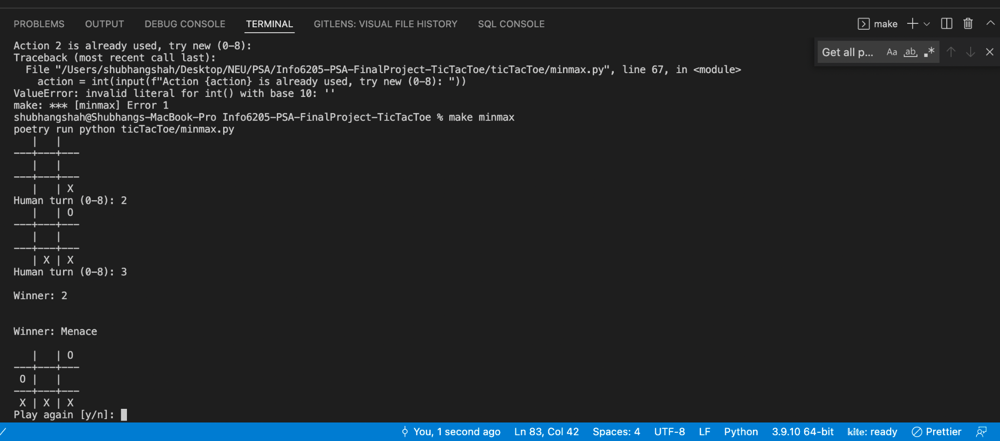 PROBLEMS OUTPUT DEBUG CONSOLE TERMINAL GITLENS: VISUAL FILE HISTORY SQL CONSOLE make
Get all p... Aa ab .*
Action 2 is already used, try new (0-8):
Traceback (most recent call last):
  File "/Users/shubhangshah/Desktop/NEU/PSA/Info6205-PSA-FinalProject-TicTacToe/ticTacToe/minmax.py", line 67, in <module>
    action = int(input(f"Action {action} is already used, try new (0-8): "))
ValueError: invalid literal for int() with base 10: ''
make: *** [minmax] Error 1
shubhangshah@Shubhangs-MacBook-Pro Info6205-PSA-FinalProject-TicTacToe % make minmax
poetry run python ticTacToe/minmax.py
   |   |
---+---+---
   |   |
---+---+---
   |   | X
Human turn (0-8): 2
   |   | O
---+---+---
   |   |
---+---+---
   | X | X
Human turn (0-8): 3
Winner: 2
Winner: Menace
   |   | O
---+---+---
 O |   |
---+---+---
 X | X | X
Play again [y/n]:
You, 1 second ago Ln 83, Col 42 Spaces: 4 UTF-8 LF Python 3.9.10 64-bit kite: ready Prettier